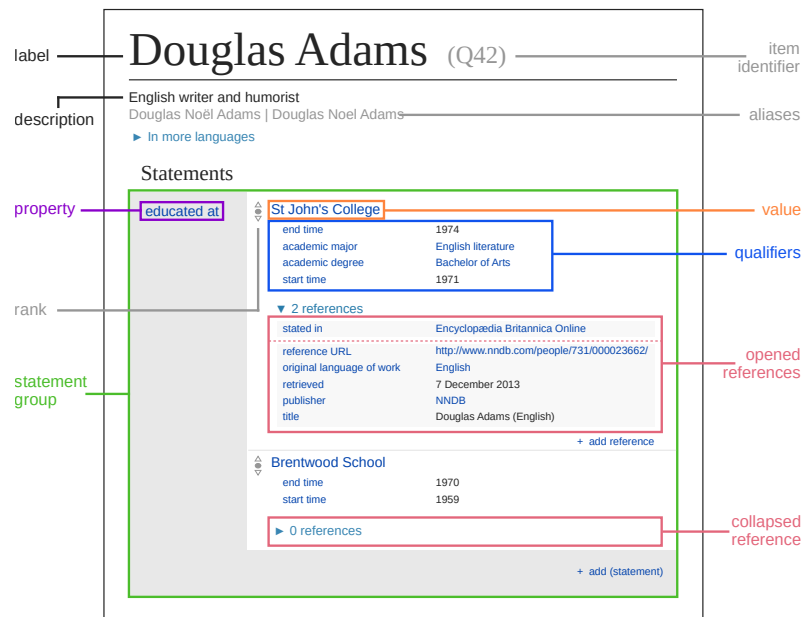 label
Douglas Adams (Q42)
item
identifier
description
English writer and humorist
Douglas Noël Adams | Douglas Noel Adams
aliases
► In more languages
Statements
property
educated at
St John's College
value
end time 1974
academic major English literature
academic degree Bachelor of Arts
start time 1971
qualifiers
rank
▼ 2 references
stated in Encyclopædia Britannica Online
reference URL http://www.nndb.com/people/731/000023662/
original language of work English
retrieved 7 December 2013
publisher NNDB
title Douglas Adams (English)
opened
references
statement
group
+ add reference
Brentwood School
end time 1970
start time 1959
► 0 references
collapsed
reference
+ add (statement)